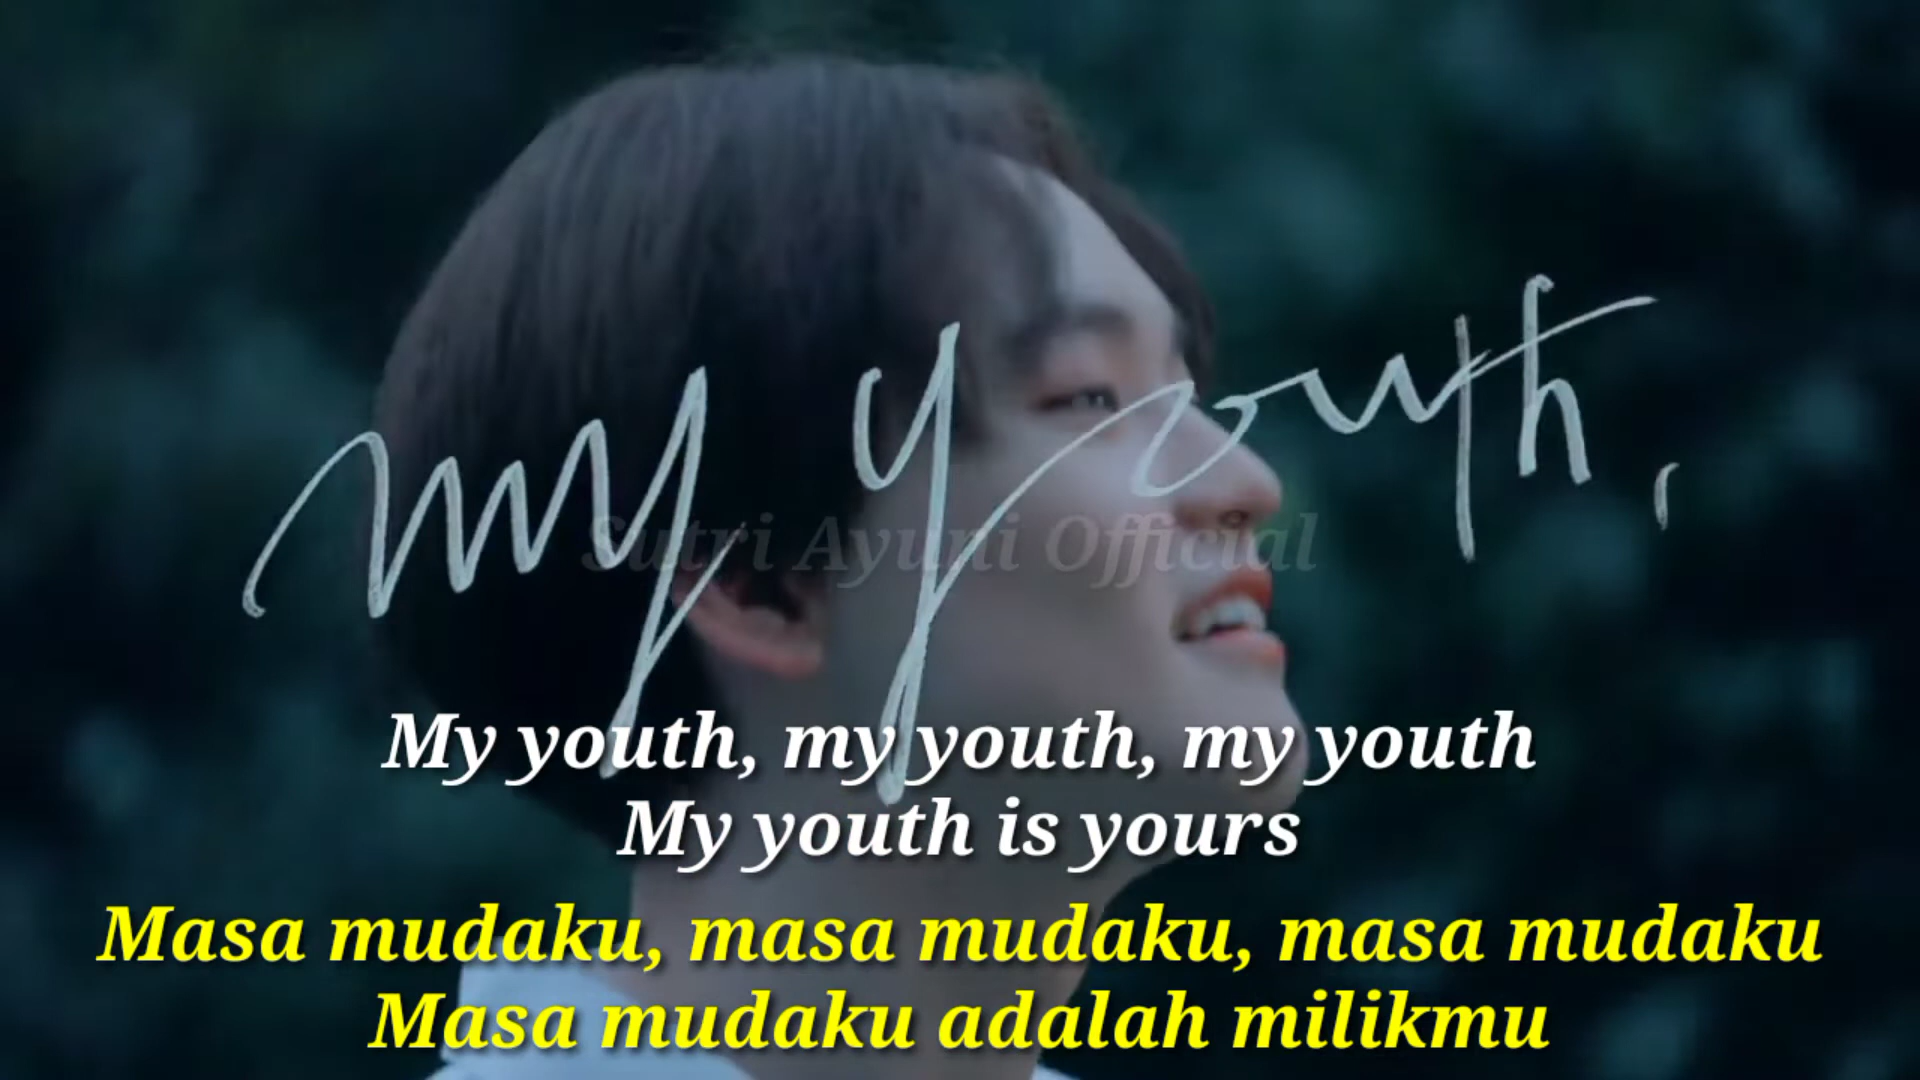 my youth,
Sutri Ayuni Official
My youth, my youth, my youth
My youth is yours
Masa mudaku, masa mudaku, masa mudaku
Masa mudaku adalah milikmu